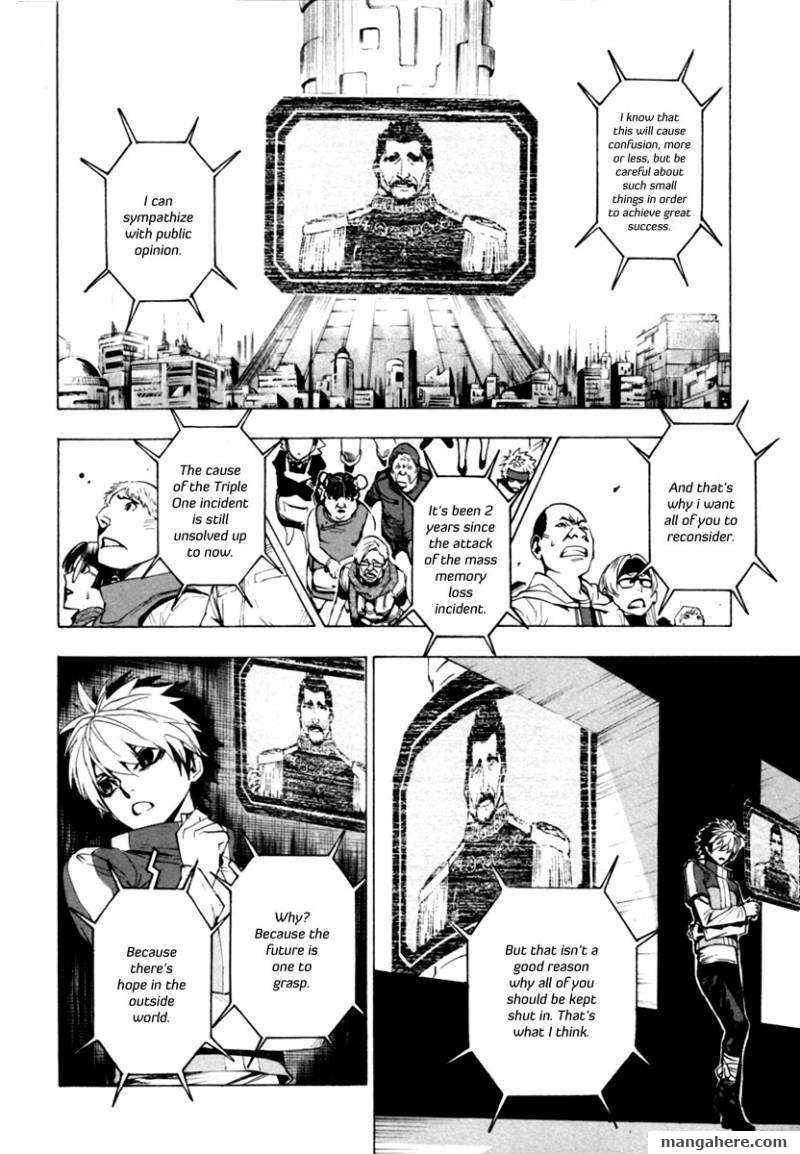 I know that
this will cause
confusion, more
or less, but be
careful about
such small
things in order
to achieve great
success.
I can
sympathize
with public
opinion.
And that's
why i want
all of you to
reconsider.
It's been 2
years since
the attack
of the mass
memory
loss
incident.
The cause
of the Triple
One incident
is still
unsolved up
to now.
But that isn't a
good reason
why all of you
should be kept
shut in. That's
what I think.
Why?
Because the
future is
one to
grasp.
Because
there's
hope in the
outside
world.
mangahere.com